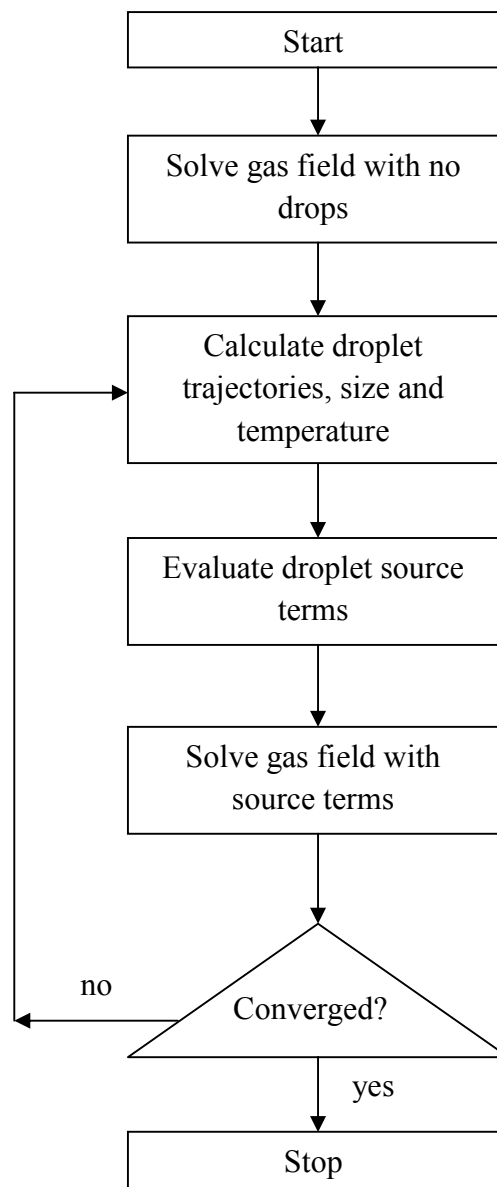 Start
Solve gas field with no
drops
Calculate droplet
trajectories, size and
temperature
Evaluate droplet source
terms
Solve gas field with
source terms
no
Converged?
yes
Stop